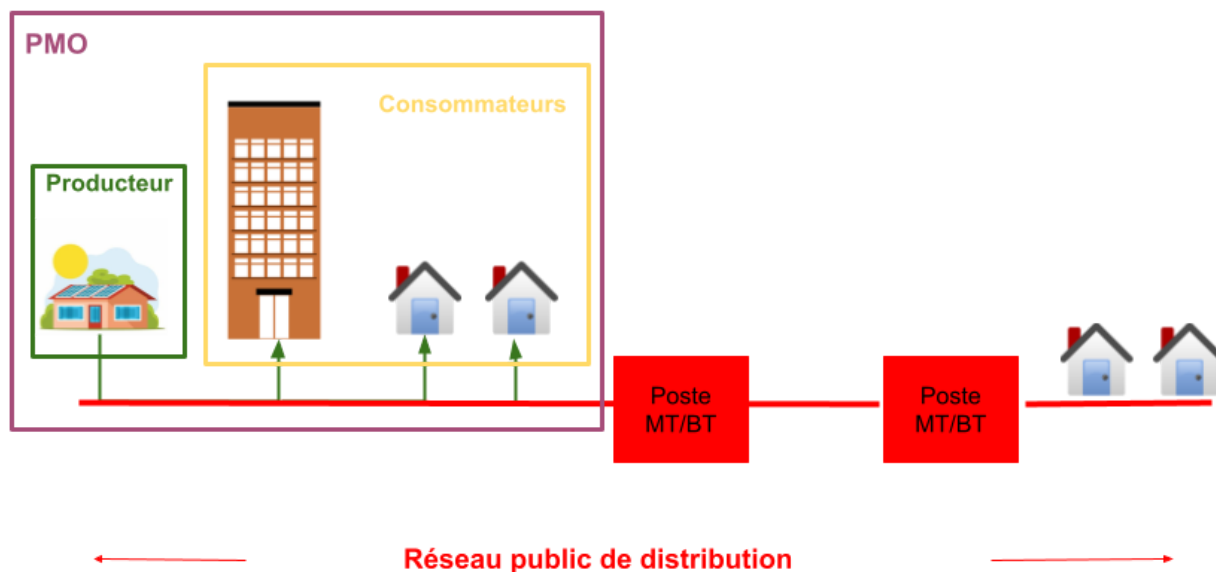 PMO
Consommateurs
Producteur
Poste
MT/BT
Poste
MT/BT
Réseau public de distribution